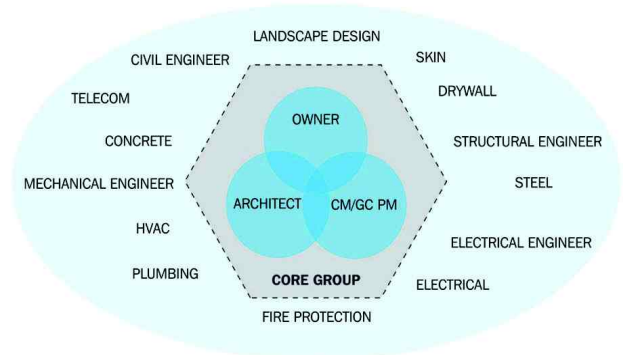 LANDSCAPE DESIGN
CIVIL ENGINEER
SKIN
TELECOM
DRYWALL
OWNER
CONCRETE
STRUCTURAL ENGINEER
MECHANICAL ENGINEER
STEEL
ARCHITECT
CM/GC PM
HVAC
ELECTRICAL ENGINEER
PLUMBING
CORE GROUP
ELECTRICAL
FIRE PROTECTION